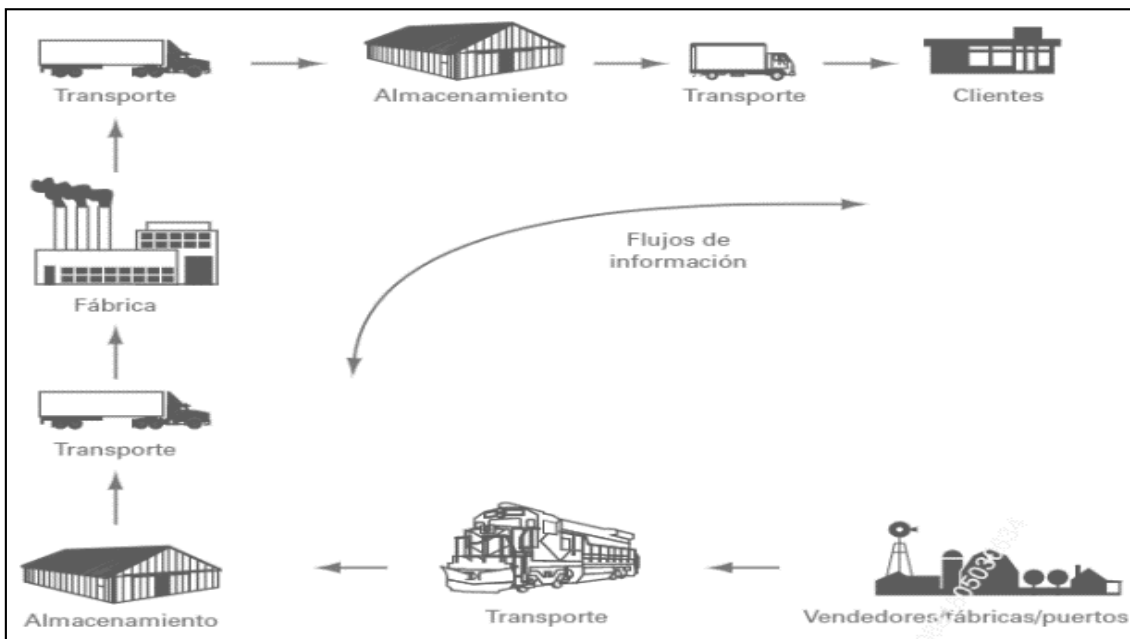 Transporte
Almacenamiento
Transporte
Clientes
Flujos de
información
Fábrica
Transporte
Almacenamiento
Transporte
Vendedores/fábricas/puertos